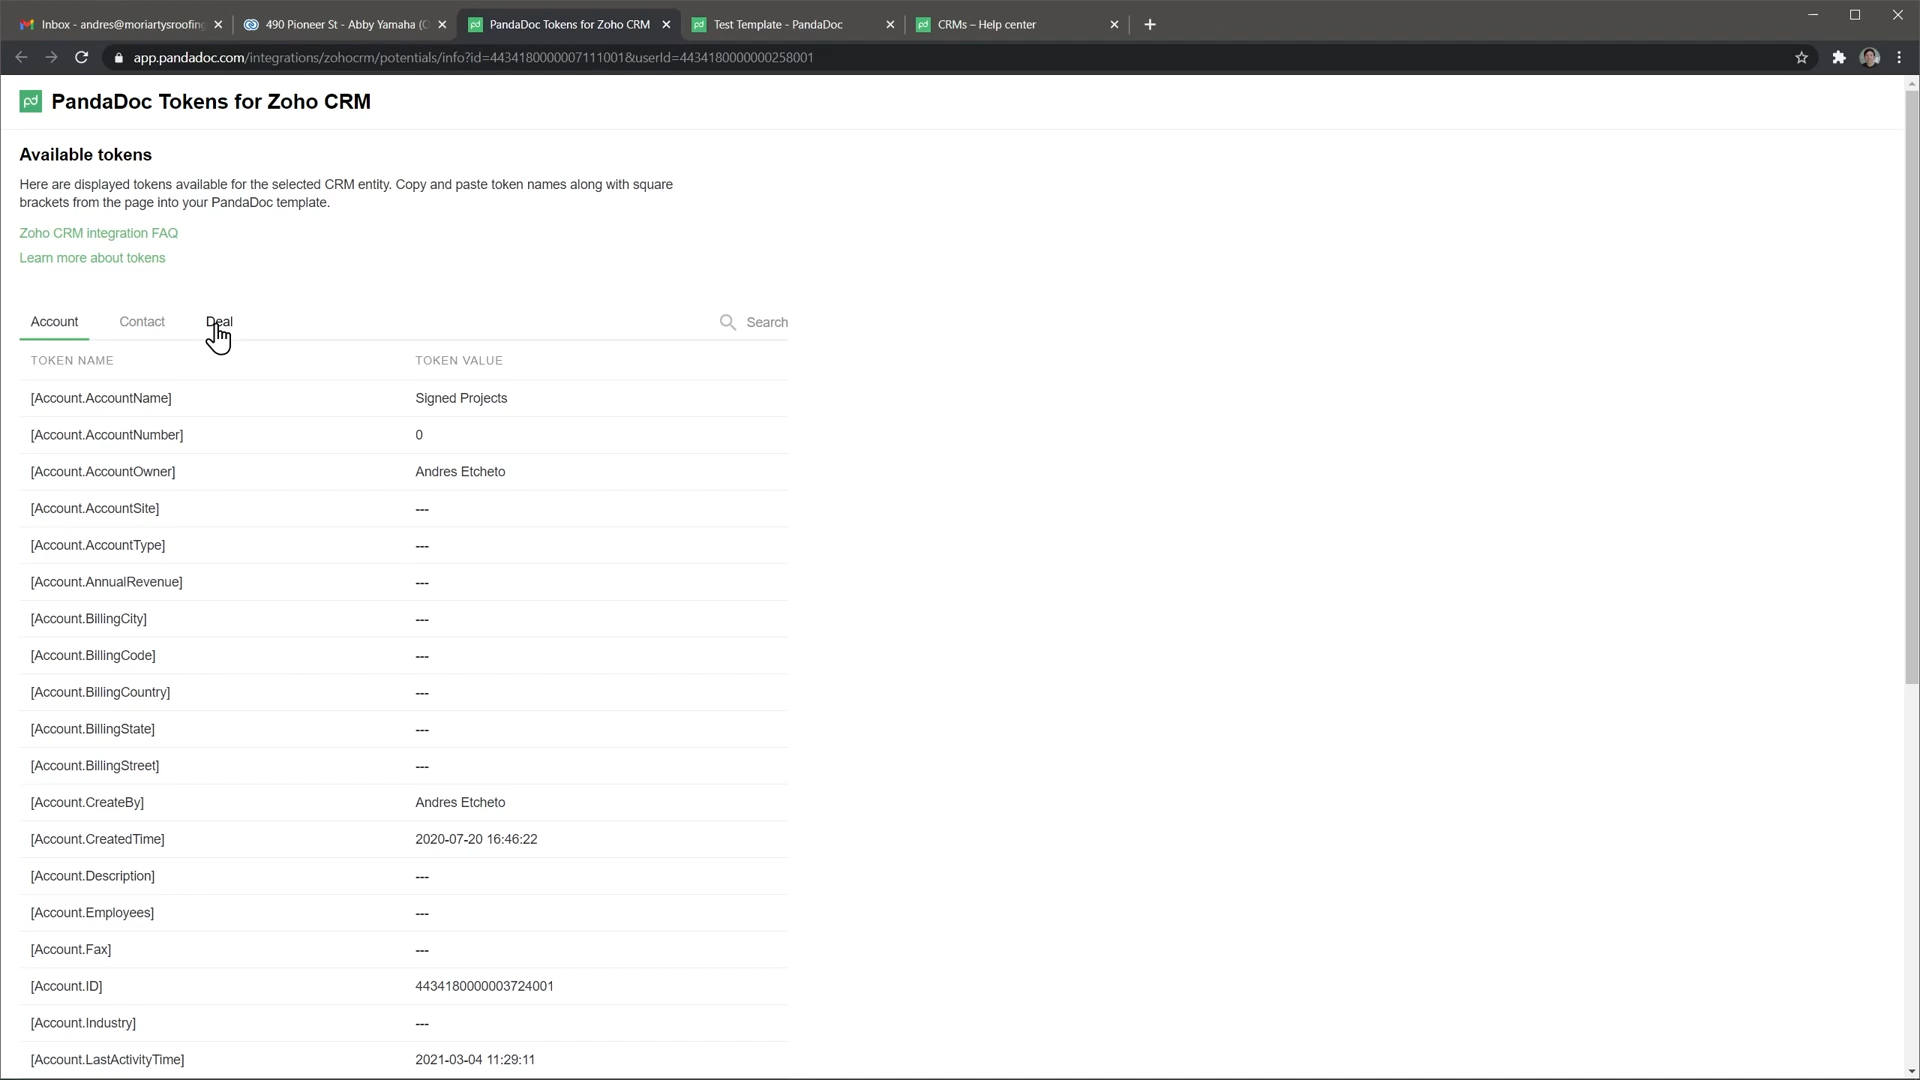 Inbox - andres@moriartysroofing
490 Pioneer St - Abby Yamaha (
PandaDoc Tokens for Zoho CRM
Test Template - PandaDoc
CRMs – Help center
app.pandadoc.com/integrations/zohocrm/potentials/info?id=4434180000007111001&userId=4434180000000258001
pd PandaDoc Tokens for Zoho CRM
Available tokens
Here are displayed tokens available for the selected CRM entity. Copy and paste token names along with square
brackets from the page into your PandaDoc template.
Zoho CRM integration FAQ
Learn more about tokens
Account Contact Deal Search
TOKEN NAME TOKEN VALUE
[Account.AccountName] Signed Projects
[Account.AccountNumber] 0
[Account.AccountOwner] Andres Etcheto
[Account.AccountSite] ---
[Account.AccountType] ---
[Account.AnnualRevenue] ---
[Account.BillingCity] ---
[Account.BillingCode] ---
[Account.BillingCountry] ---
[Account.BillingState] ---
[Account.BillingStreet] ---
[Account.CreateBy] Andres Etcheto
[Account.CreatedTime] 2020-07-20 16:46:22
[Account.Description] ---
[Account.Employees] ---
[Account.Fax] ---
[Account.ID] 4434180000003724001
[Account.Industry] ---
[Account.LastActivityTime] 2021-03-04 11:29:11